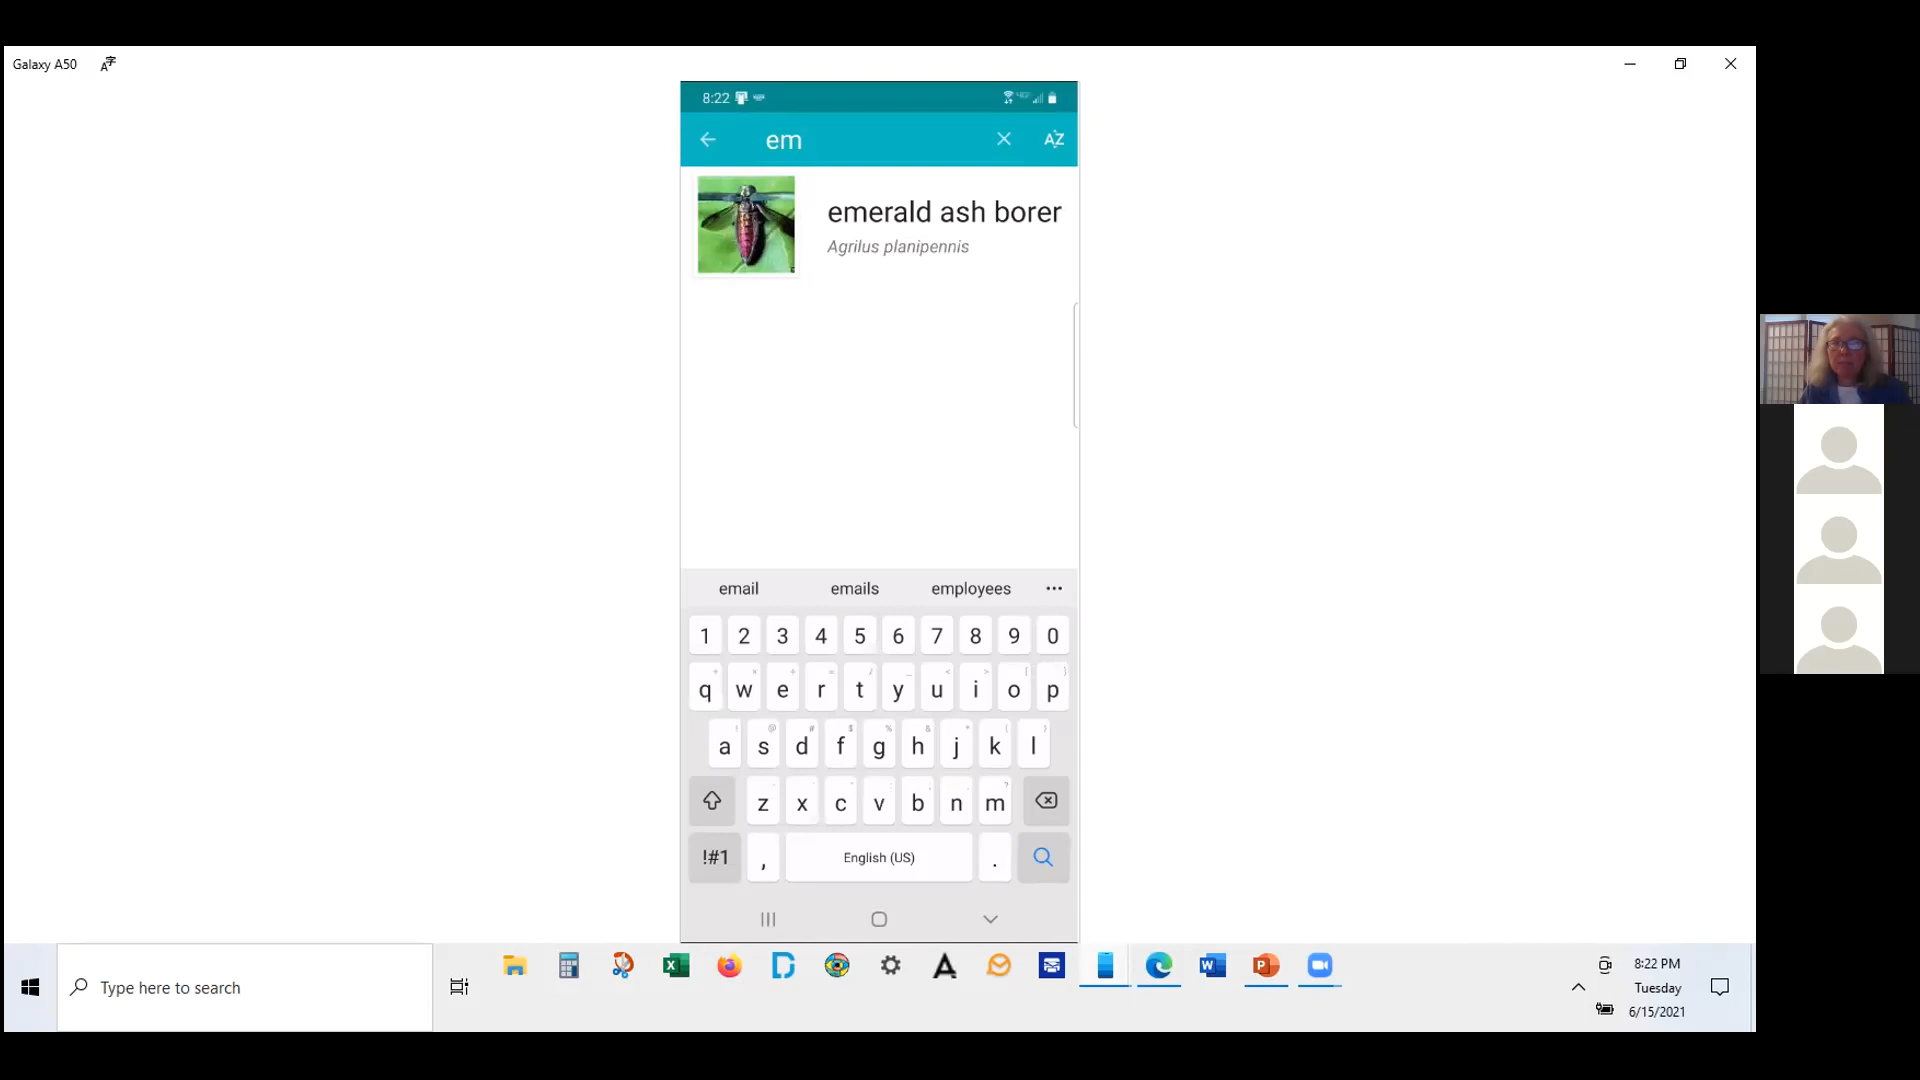 Galaxy A50
8:22
em
AZ
emerald ash borer
Agrilus planipennis
email emails employees
1 2 3 4 5 6 7 8 9 0
q w e r t y u i o p
a s d f g h j k l
z x c v b n m
!#1 , English (US) .
Type here to search
8:22 PM
Tuesday
6/15/2021